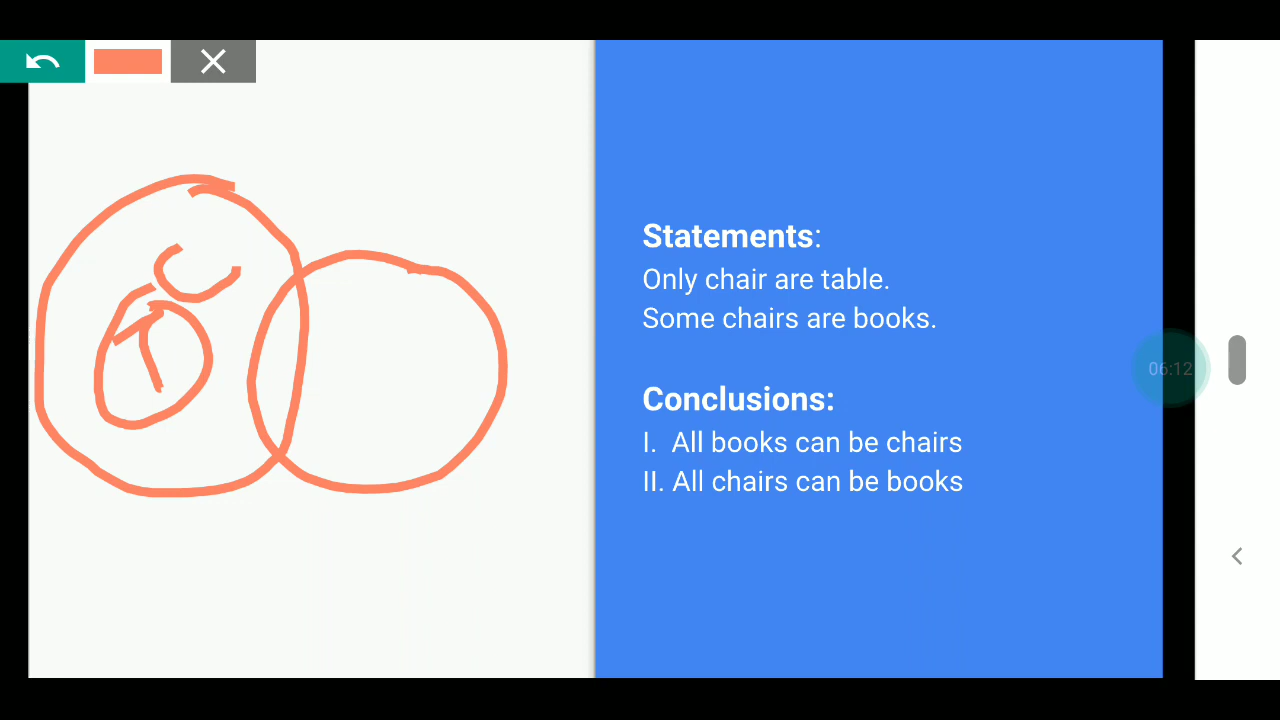 C
T
Statements:
Only chair are table.
Some chairs are books.
06:12
Conclusions:
I. All books can be chairs
II. All chairs can be books